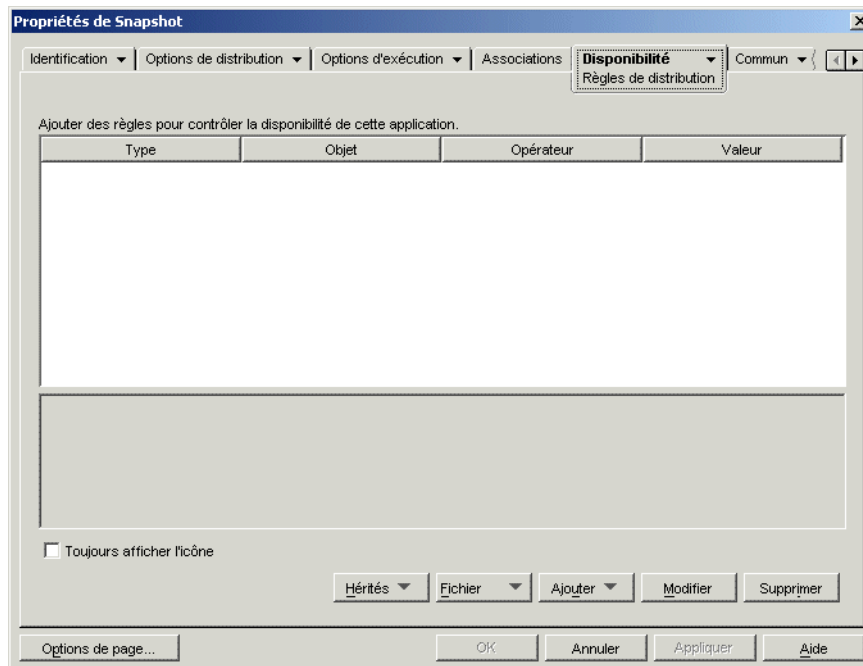 Propriétés de Snapshot
Identification Options de distribution Options d'exécution Associations Disponibilité Commun
Règles de distribution
Ajouter des règles pour contrôler la disponibilité de cette application.
Type Objet Opérateur Valeur
Toujours afficher l'icône
Hérités Fichier Ajouter Modifier Supprimer
Options de page... OK Annuler Appliquer Aide